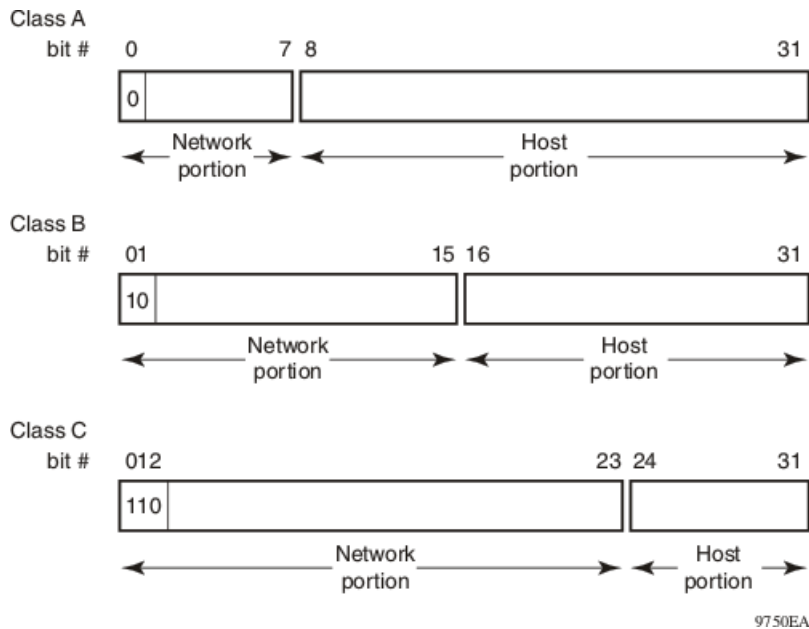 Class A
bit # 0 7 8 31
0
Network portion Host portion
Class B
bit # 01 15 16 31
10
Network portion Host portion
Class C
bit # 012 23 24 31
110
Network portion Host portion
9750EA